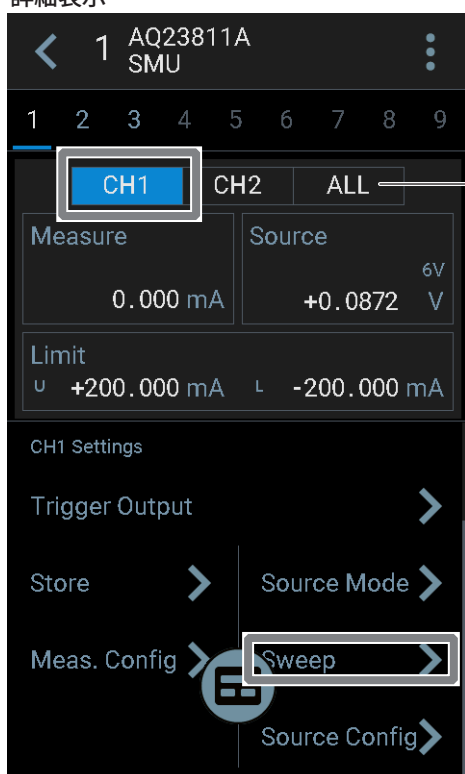 詳細表示
1 AQ23811A
SMU
1 2 3 4 5 6 7 8 9
CH1 CH2 ALL
Measure Source
6V
0.000 mA +0.0872 V
Limit
U +200.000 mA L -200.000 mA
CH1 Settings
Trigger Output
Store Source Mode
Meas. Config Sweep
Source Config